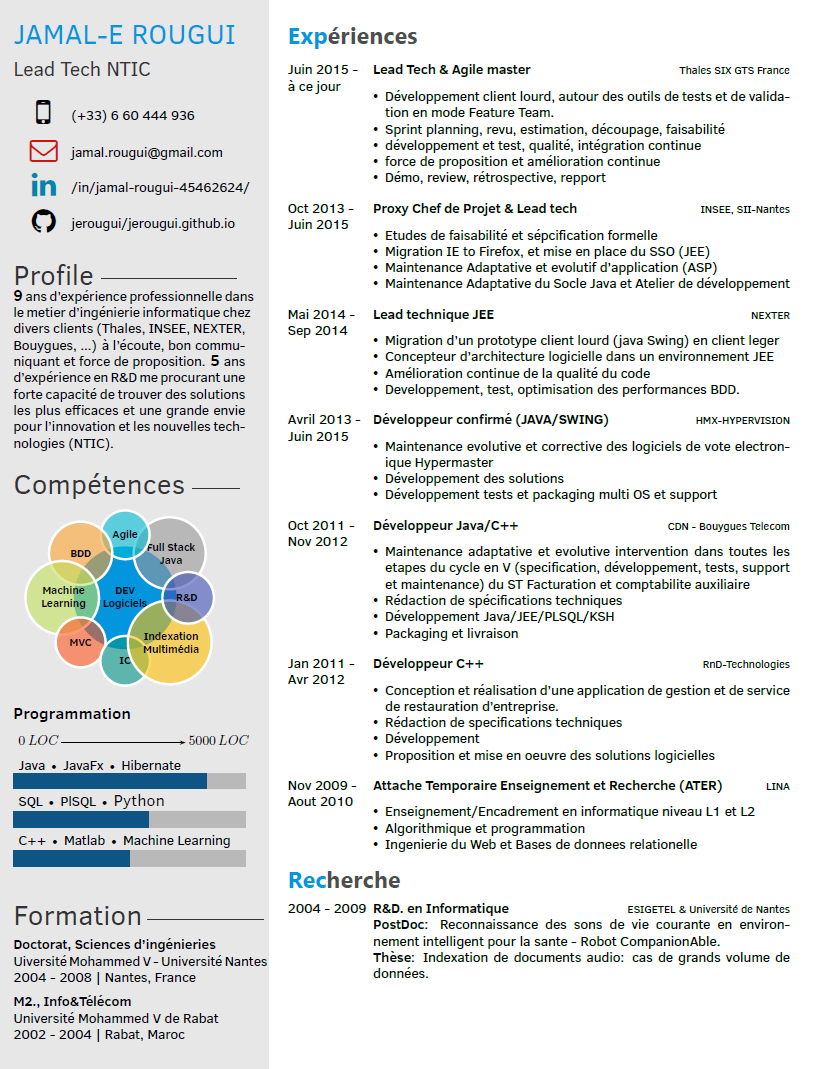 JAMAL-E ROUGUI
Lead Tech NTIC
(+33) 6 60 444 936
jamal.rougui@gmail.com
/in/jamal-rougui-45462624/
jerougui/jerougui.github.io
Profile
9 ans d'expérience professionnelle dans
le metier d'ingénierie informatique chez
divers clients (Thales, INSEE, NEXTER,
Bouygues, ...) à l'écoute, bon commu-
niquant et force de proposition. 5 ans
d'expérience en R&D me procurant une
forte capacité de trouver des solutions
les plus efficaces et une grande envie
pour l'innovation et les nouvelles tech-
nologies (NTIC).
Compétences
Agile
BDD
Full Stack
Java
Machine
Learning
DEV
Logiciels
R&D
MVC
Indexation
Multimédia
IC
Programmation
0 LOC
5000 LOC
Java • JavaFx • Hibernate
SQL • PlSQL • Python
C++ • Matlab • Machine Learning
Formation
Doctorat, Sciences d'ingénieries
Uiversité Mohammed V - Université Nantes
2004 - 2008 | Nantes, France
M2., Info&Télécom
Université Mohammed V de Rabat
2002 - 2004 | Rabat, Maroc
Expériences
Juin 2015 -
à ce jour
Lead Tech & Agile master
Thales SIX GTS France
• Développement client lourd, autour des outils de tests et de valida-
tion en mode Feature Team.
• Sprint planning, revu, estimation, découpage, faisabilité
• développement et test, qualité, intégration continue
• force de proposition et amélioration continue
• Démo, review, rétrospective, repport
Oct 2013 -
Juin 2015
Proxy Chef de Projet & Lead tech
INSEE, SII-Nantes
• Etudes de faisabilité et sépcification formelle
• Migration IE to Firefox, et mise en place du SSO (JEE)
• Maintenance Adaptative et evolutif d'application (ASP)
• Maintenance Adaptative du Socle Java et Atelier de développement
Mai 2014 -
Sep 2014
Lead technique JEE
NEXTER
• Migration d'un prototype client lourd (java Swing) en client leger
• Concepteur d'architecture logicielle dans un environnement JEE
• Amélioration continue de la qualité du code
• Developpement, test, optimisation des performances BDD.
Avril 2013 -
Juin 2015
Développeur confirmé (JAVA/SWING)
HMX-HYPERVISION
• Maintenance evolutive et corrective des logiciels de vote electron-
ique Hypermaster
• Développement des solutions
• Développement tests et packaging multi OS et support
Oct 2011 -
Nov 2012
Développeur Java/C++
CDN - Bouygues Telecom
• Maintenance adaptative et evolutive intervention dans toutes les
etapes du cycle en V (specification, développement, tests, support
et maintenance) du ST Facturation et comptabilite auxiliaire
• Rédaction de spécifications techniques
• Développement Java/JEE/PLSQL/KSH
• Packaging et livraison
Jan 2011 -
Avr 2012
Développeur C++
RnD-Technologies
• Conception et réalisation d'une application de gestion et de service
de restauration d'entreprise.
• Rédaction de specifications techniques
• Développement
• Proposition et mise en oeuvre des solutions logicielles
Nov 2009 -
Aout 2010
Attache Temporaire Enseignement et Recherche (ATER)
LINA
• Enseignement/Encadrement en informatique niveau L1 et L2
• Algorithmique et programmation
• Ingenierie du Web et Bases de donnees relationelle
Recherche
2004 - 2009
R&D. en Informatique
ESIGETEL & Université de Nantes
PostDoc: Reconnaissance des sons de vie courante en environ-
nement intelligent pour la sante - Robot CompanionAble.
Thèse: Indexation de documents audio: cas de grands volume de
données.